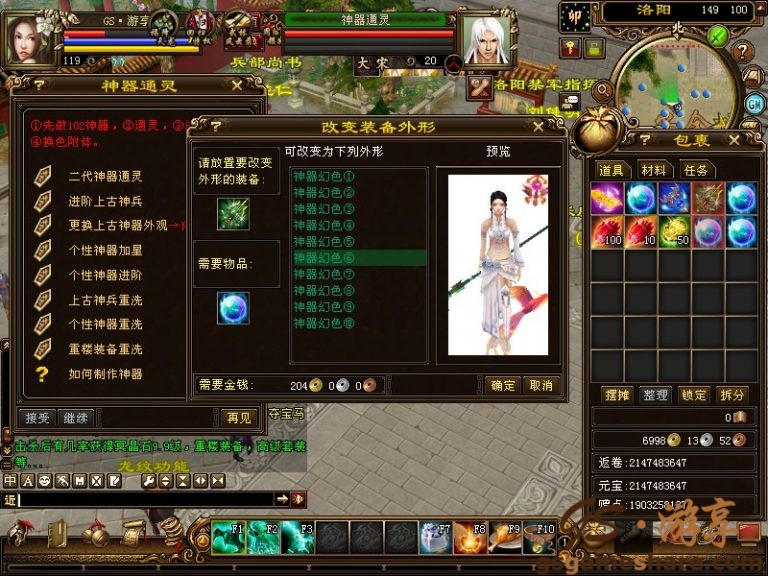 GS·游享
神器通灵
119
兵部尚书
大宋
20
洛阳 149 100
北
洛阳禁军指挥
GM
神器通灵
①先做102神器，②通灵，③
④换色附体。
二代神器通灵
进阶上古神兵
更换上古神器外观→
个性神器加星
个性神器进阶
上古神兵重洗
个性神器重洗
重楼装备重洗
如何制作神器
接受 继续 再见
改变装备外形
请放置要改变
外形的装备:
需要物品:
可改变为下列外形
神器幻色①
神器幻色②
神器幻色③
神器幻色④
神器幻色⑤
神器幻色⑥
神器幻色⑦
神器幻色⑧
神器幻色⑨
神器幻色⑩
预览
需要金钱: 204 0 0
确定 取消
包裹
道具 材料 任务
100 10 50
摆摊 整理 锁定 拆分
0
6998 13 52
返卷:2147483647
元宝:2147483647
赠点:
夺宝马
击杀后有几率获得冥晶石3.9级，重楼装备，高级套装
等。
龙纹功能
近
F1 F2 F3 F7 F8 F9 F10
游享
gsgameshare.com